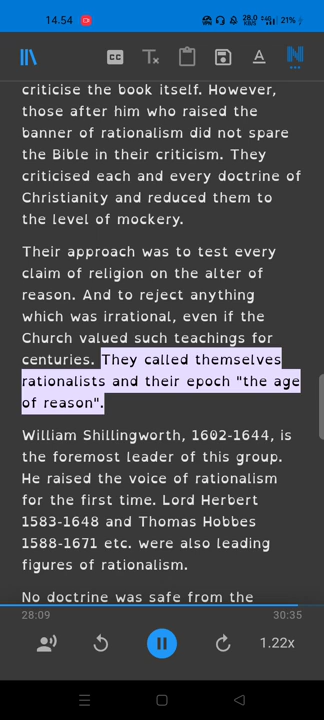 14.54
28.0 KB/S
21%
CC
A
N
criticise the book itself. However,
those after him who raised the
banner of rationalism did not spare
the Bible in their criticism. They
criticised each and every doctrine of
Christianity and reduced them to
the level of mockery.
Their approach was to test every
claim of religion on the alter of
reason. And to reject anything
which was irrational, even if the
Church valued such teachings for
centuries. They called themselves
rationalists and their epoch "the age
of reason".
William Shillingworth, 1602-1644, is
the foremost leader of this group.
He raised the voice of rationalism
for the first time. Lord Herbert
1583-1648 and Thomas Hobbes
1588-1671 etc. were also leading
figures of rationalism.
No doctrine was safe from the
28:09
30:35
1.22x